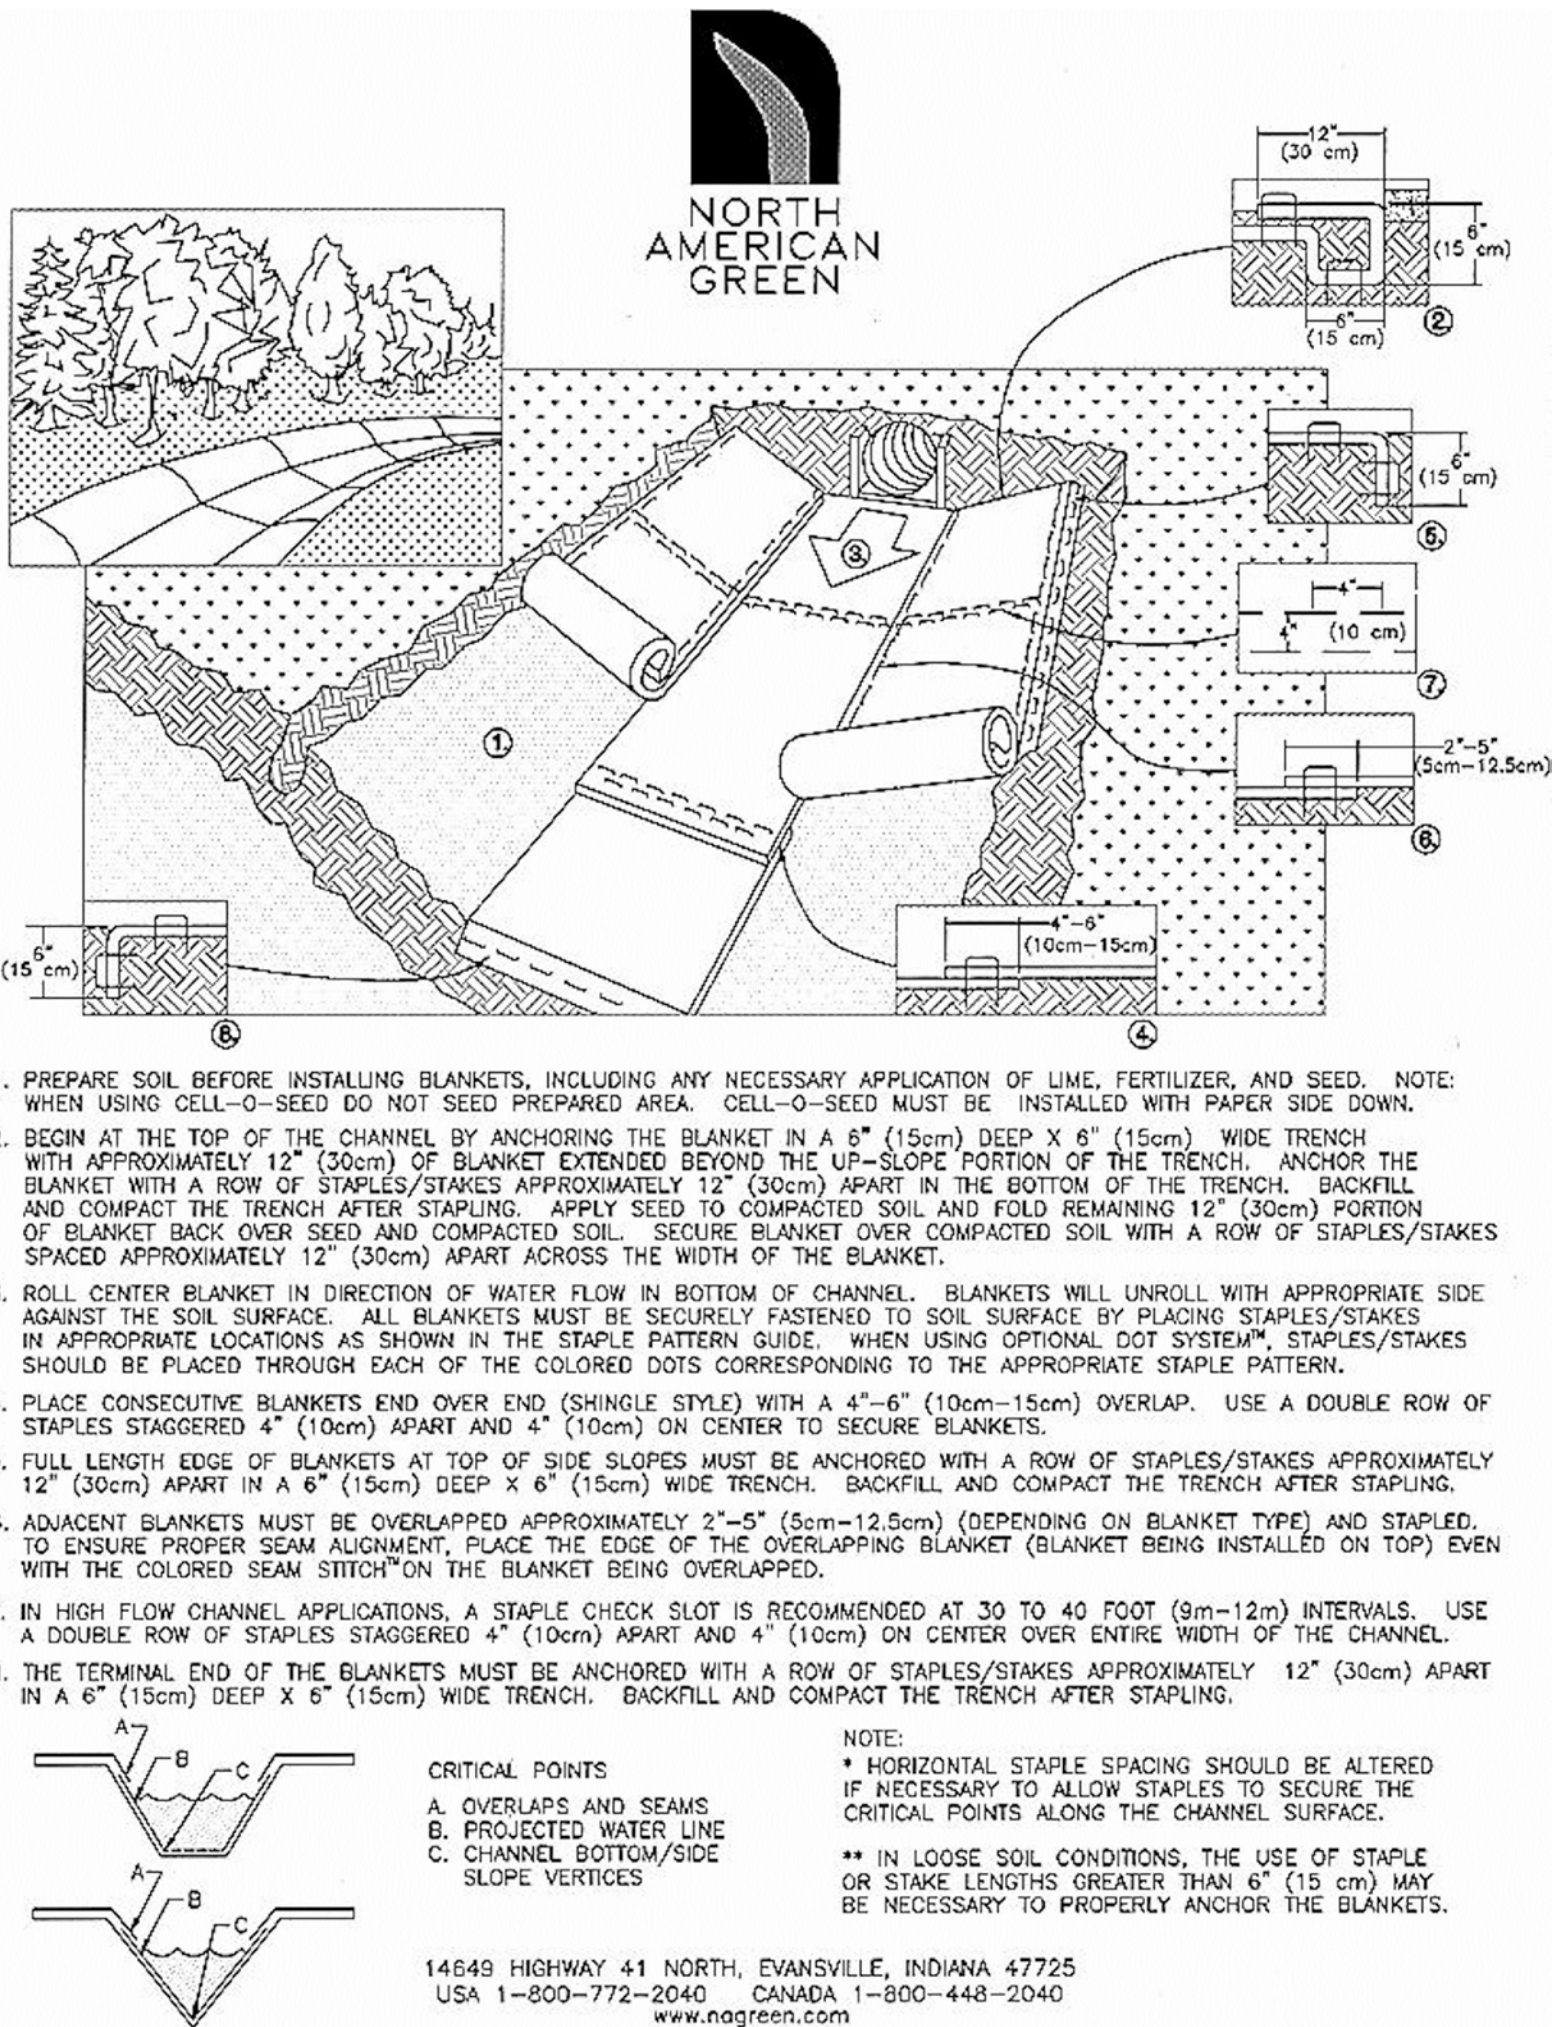 NORTH
AMERICAN
GREEN
12"
(30 cm)
6"
(15 cm)
6"
(15 cm)
2.
6"
(15 cm)
5.
3.
4"
4" (10 cm)
7.
1.
2"-5"
(5cm-12.5cm)
6.
4"-6"
(10cm-15cm)
4.
6"
(15 cm)
8.
. PREPARE SOIL BEFORE INSTALLING BLANKETS, INCLUDING ANY NECESSARY APPLICATION OF LIME, FERTILIZER, AND SEED. NOTE:
WHEN USING CELL-O-SEED DO NOT SEED PREPARED AREA. CELL-O-SEED MUST BE INSTALLED WITH PAPER SIDE DOWN.
. BEGIN AT THE TOP OF THE CHANNEL BY ANCHORING THE BLANKET IN A 6" (15cm) DEEP X 6" (15cm) WIDE TRENCH
WITH APPROXIMATELY 12" (30cm) OF BLANKET EXTENDED BEYOND THE UP-SLOPE PORTION OF THE TRENCH. ANCHOR THE
BLANKET WITH A ROW OF STAPLES/STAKES APPROXIMATELY 12" (30cm) APART IN THE BOTTOM OF THE TRENCH. BACKFILL
AND COMPACT THE TRENCH AFTER STAPLING. APPLY SEED TO COMPACTED SOIL AND FOLD REMAINING 12" (30cm) PORTION
OF BLANKET BACK OVER SEED AND COMPACTED SOIL. SECURE BLANKET OVER COMPACTED SOIL WITH A ROW OF STAPLES/STAKES
SPACED APPROXIMATELY 12" (30cm) APART ACROSS THE WIDTH OF THE BLANKET.
. ROLL CENTER BLANKET IN DIRECTION OF WATER FLOW IN BOTTOM OF CHANNEL. BLANKETS WILL UNROLL WITH APPROPRIATE SIDE
AGAINST THE SOIL SURFACE. ALL BLANKETS MUST BE SECURELY FASTENED TO SOIL SURFACE BY PLACING STAPLES/STAKES
IN APPROPRIATE LOCATIONS AS SHOWN IN THE STAPLE PATTERN GUIDE. WHEN USING OPTIONAL DOT SYSTEM™, STAPLES/STAKES
SHOULD BE PLACED THROUGH EACH OF THE COLORED DOTS CORRESPONDING TO THE APPROPRIATE STAPLE PATTERN.
. PLACE CONSECUTIVE BLANKETS END OVER END (SHINGLE STYLE) WITH A 4"-6" (10cm-15cm) OVERLAP. USE A DOUBLE ROW OF
STAPLES STAGGERED 4" (10cm) APART AND 4" (10cm) ON CENTER TO SECURE BLANKETS.
. FULL LENGTH EDGE OF BLANKETS AT TOP OF SIDE SLOPES MUST BE ANCHORED WITH A ROW OF STAPLES/STAKES APPROXIMATELY
12" (30cm) APART IN A 6" (15cm) DEEP X 6" (15cm) WIDE TRENCH. BACKFILL AND COMPACT THE TRENCH AFTER STAPLING.
. ADJACENT BLANKETS MUST BE OVERLAPPED APPROXIMATELY 2"-5" (5cm-12.5cm) (DEPENDING ON BLANKET TYPE) AND STAPLED.
TO ENSURE PROPER SEAM ALIGNMENT, PLACE THE EDGE OF THE OVERLAPPING BLANKET (BLANKET BEING INSTALLED ON TOP) EVEN
WITH THE COLORED SEAM STITCH™ ON THE BLANKET BEING OVERLAPPED.
. IN HIGH FLOW CHANNEL APPLICATIONS, A STAPLE CHECK SLOT IS RECOMMENDED AT 30 TO 40 FOOT (9m-12m) INTERVALS. USE
A DOUBLE ROW OF STAPLES STAGGERED 4" (10cm) APART AND 4" (10cm) ON CENTER OVER ENTIRE WIDTH OF THE CHANNEL.
. THE TERMINAL END OF THE BLANKETS MUST BE ANCHORED WITH A ROW OF STAPLES/STAKES APPROXIMATELY 12" (30cm) APART
IN A 6" (15cm) DEEP X 6" (15cm) WIDE TRENCH. BACKFILL AND COMPACT THE TRENCH AFTER STAPLING.
A
B
C
A
B
C
CRITICAL POINTS
A. OVERLAPS AND SEAMS
B. PROJECTED WATER LINE
C. CHANNEL BOTTOM/SIDE
SLOPE VERTICES
NOTE:
* HORIZONTAL STAPLE SPACING SHOULD BE ALTERED
IF NECESSARY TO ALLOW STAPLES TO SECURE THE
CRITICAL POINTS ALONG THE CHANNEL SURFACE.
** IN LOOSE SOIL CONDITIONS, THE USE OF STAPLE
OR STAKE LENGTHS GREATER THAN 6" (15 cm) MAY
BE NECESSARY TO PROPERLY ANCHOR THE BLANKETS.
14649 HIGHWAY 41 NORTH, EVANSVILLE, INDIANA 47725
USA 1-800-772-2040 CANADA 1-800-448-2040
www.nagreen.com